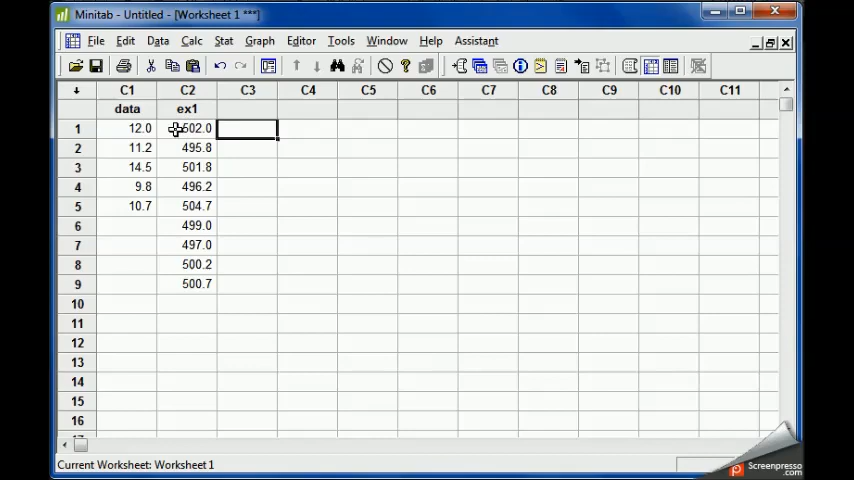 Minitab - Untitled - [Worksheet 1 ***]
File Edit Data Calc Stat Graph Editor Tools Window Help Assistant
C1 C2 C3 C4 C5 C6 C7 C8 C9 C10 C11
data ex1
1 12.0 502.0
2 11.2 495.8
3 14.5 501.8
4 9.8 496.2
5 10.7 504.7
6 499.0
7 497.0
8 500.2
9 500.7
10
11
12
13
14
15
16
Current Worksheet: Worksheet 1
Screenpresso
.com